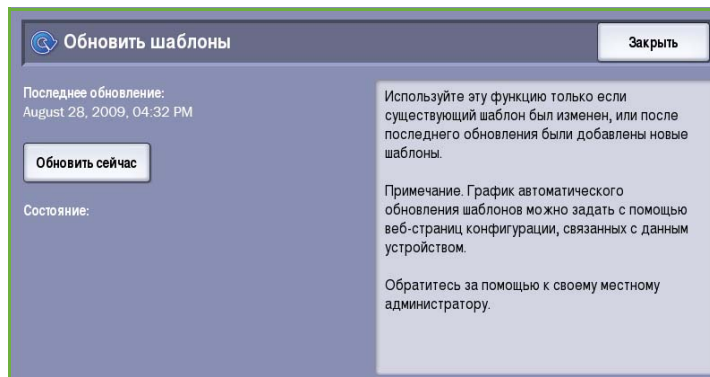 Обновить шаблоны
Закрыть
Последнее обновление:
August 28, 2009, 04:32 PM
Обновить сейчас
Состояние:
Используйте эту функцию только если
существующий шаблон был изменен, или после
последнего обновления были добавлены новые
шаблоны.
Примечание. График автоматического
обновления шаблонов можно задать с помощью
веб-страниц конфигурации, связанных с данным
устройством.
Обратитесь за помощью к своему местному
администратору.